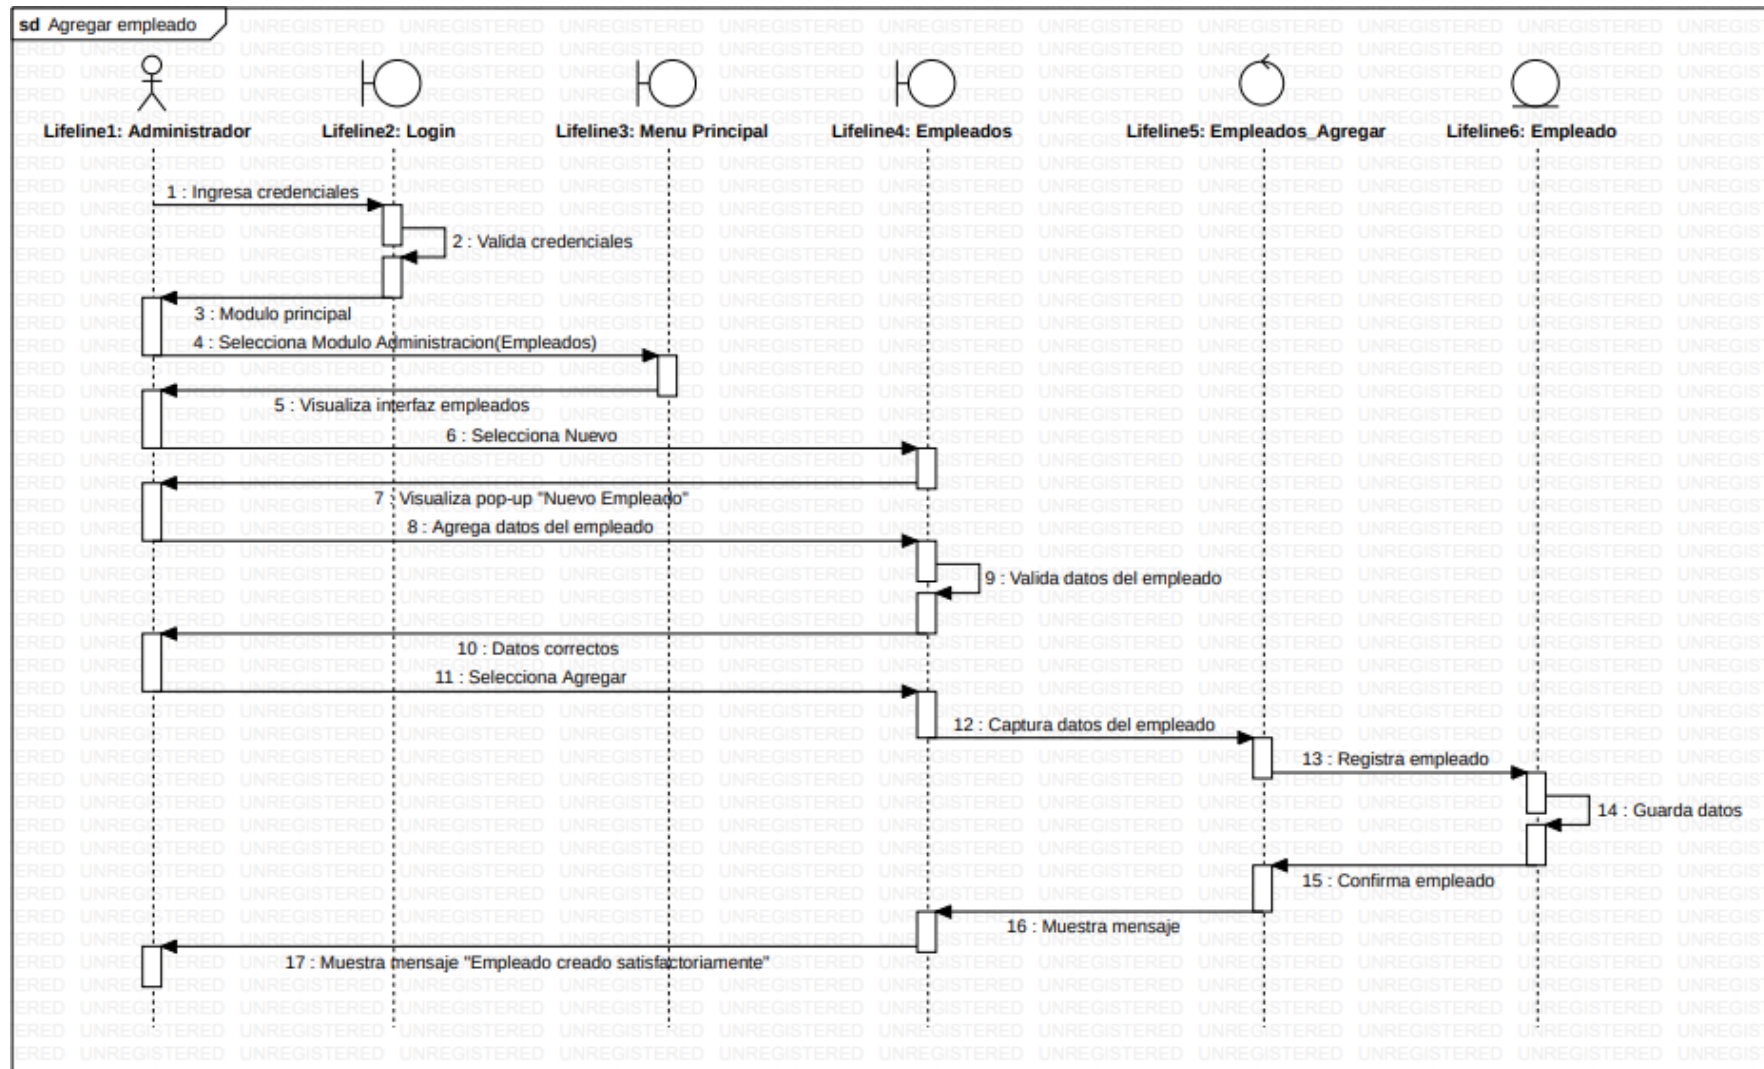 sd Agregar empleado
Lifeline1: Administrador
Lifeline2: Login
Lifeline3: Menu Principal
Lifeline4: Empleados
Lifeline5: Empleados_Agregar
Lifeline6: Empleado
1 : Ingresa credenciales
2 : Valida credenciales
3 : Modulo principal
4 : Selecciona Modulo Administracion(Empleados)
5 : Visualiza interfaz empleados
6 : Selecciona Nuevo
7 : Visualiza pop-up "Nuevo Empleado"
8 : Agrega datos del empleado
9 : Valida datos del empleado
10 : Datos correctos
11 : Selecciona Agregar
12 : Captura datos del empleado
13 : Registra empleado
14 : Guarda datos
15 : Confirma empleado
16 : Muestra mensaje
17 : Muestra mensaje "Empleado creado satisfactoriamente"
UNREGISTERED